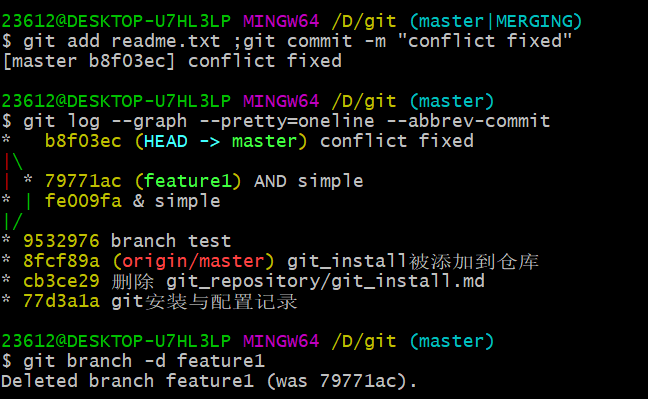 23612@DESKTOP-U7HL3LP MINGW64 /D/git (master|MERGING)
$ git add readme.txt ;git commit -m "conflict fixed"
[master b8f03ec] conflict fixed
23612@DESKTOP-U7HL3LP MINGW64 /D/git (master)
$ git log --graph --pretty=oneline --abbrev-commit
*   b8f03ec (HEAD -> master) conflict fixed
|\
| * 79771ac (feature1) AND simple
* | fe009fa & simple
|/
* 9532976 branch test
* 8fcf89a (origin/master) git_install被添加到仓库
* cb3ce29 删除 git_repository/git_install.md
* 77d3a1a git安装与配置记录
23612@DESKTOP-U7HL3LP MINGW64 /D/git (master)
$ git branch -d feature1
Deleted branch feature1 (was 79771ac).